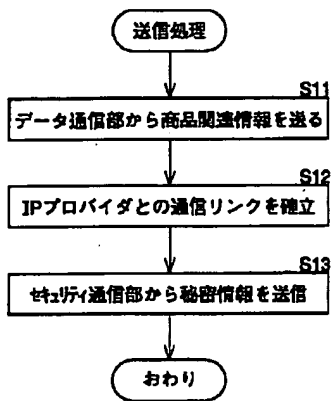 送信処理
S11
データ通信部から商品関連情報を送る
S12
IPプロバイダとの通信リンクを確立
S13
セキュリティ通信部から秘密情報を送信
おわり